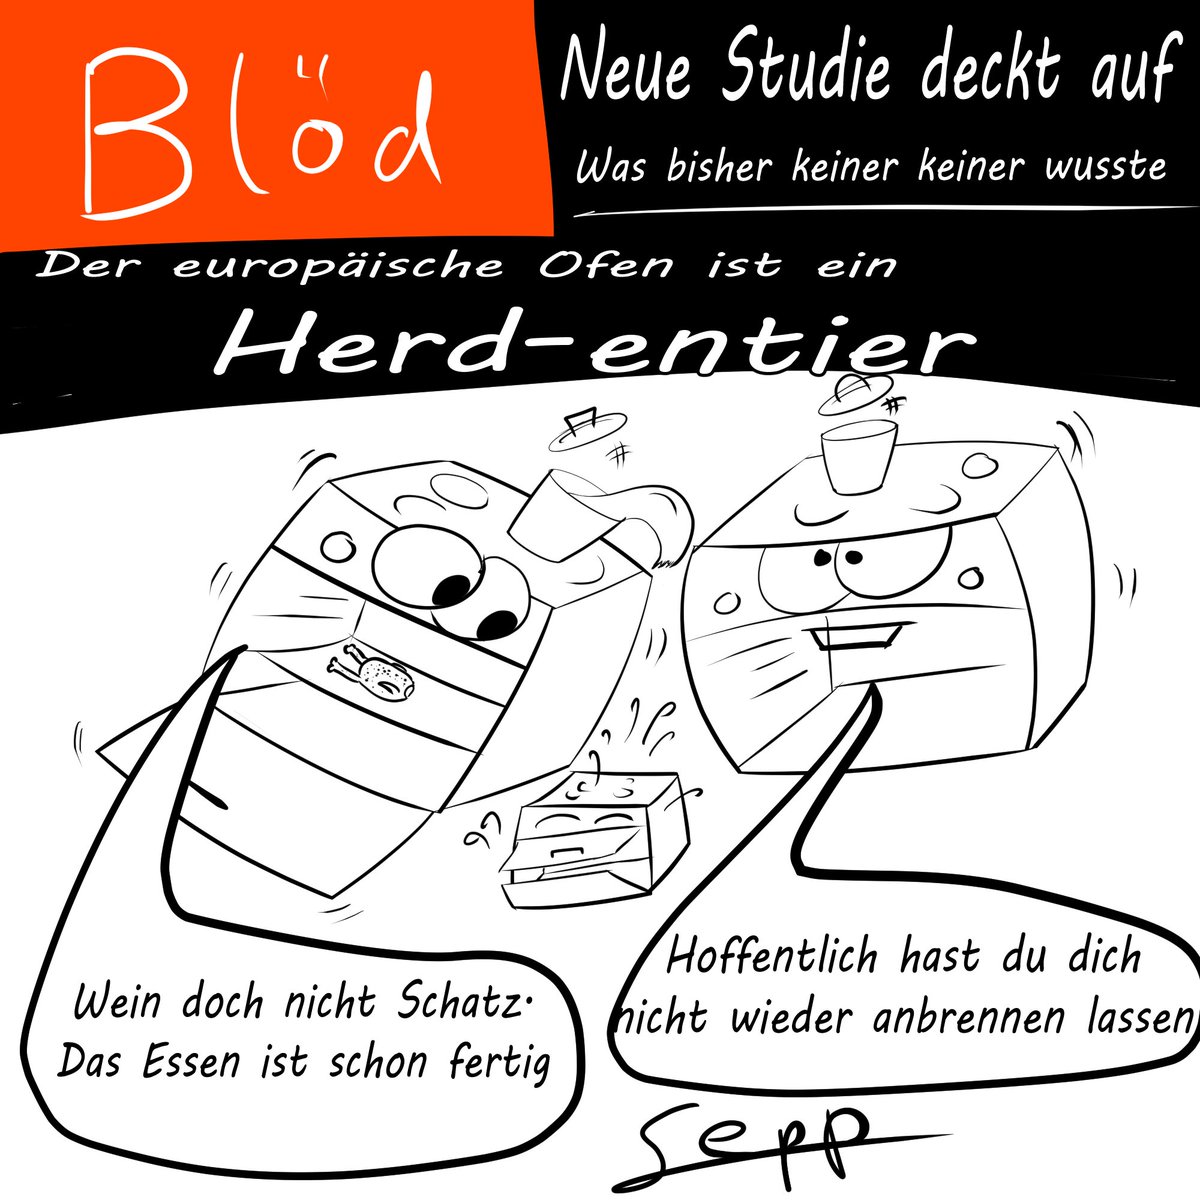 Blöd
Neue Studie deckt auf
Was bisher keiner keiner wusste
Der europäische Ofen ist ein
Herd-entier
Wein doch nicht Schatz.
Das Essen ist schon fertig
Hoffentlich hast du dich
nicht wieder anbrennen lassen
Sepp